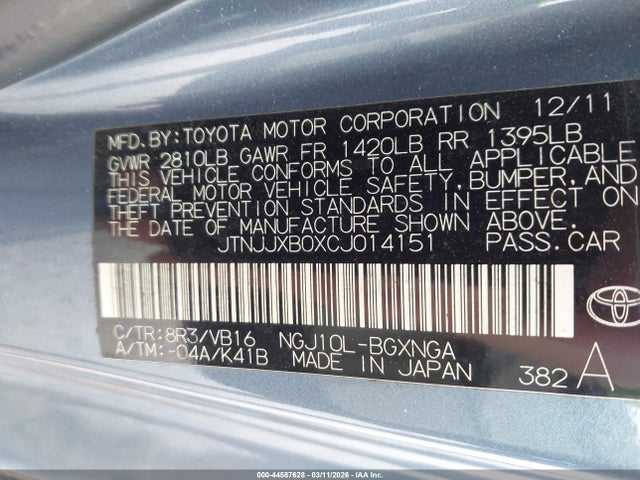 MFD.BY:TOYOTA MOTOR CORPORATION 12/11
GVWR 2810LB GAWR FR 1420LB RR 1395LB
THIS VEHICLE CONFORMS TO ALL APPLICABLE
FEDERAL MOTOR VEHICLE SAFETY,BUMPER,AND
THEFT PREVENTION STANDARDS IN EFFECT ON
THE DATE OF MANUFACTURE SHOWN ABOVE.
JTNJJXB0XCJ014151 PASS.CAR
C/TR:8R3/VB16 NGJ10L-BGXNGA
A/TM:-04A/K41B MADE IN JAPAN 382 A
000-44587628 03/11/2026 IAAI.COM